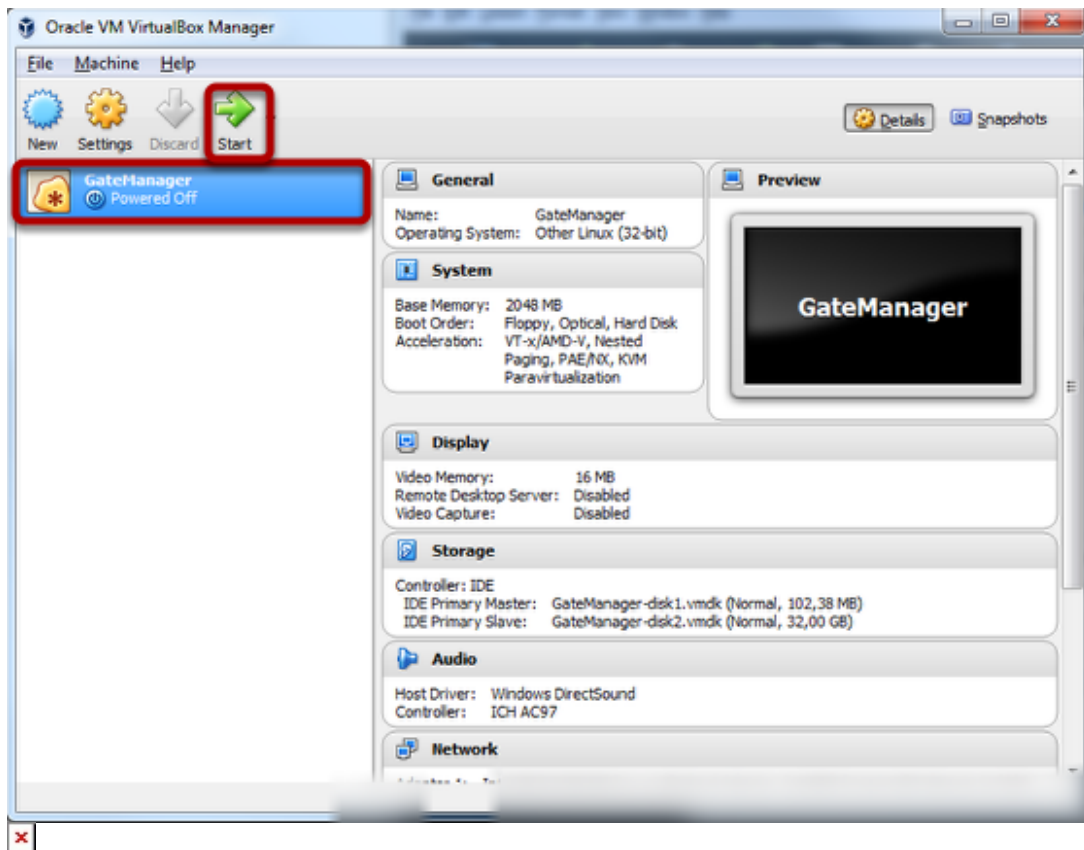 Oracle VM VirtualBox Manager
File Machine Help
New Settings Discard Start
Details Snapshots
GateManager
Powered Off
General
Name: GateManager
Operating System: Other Linux (32-bit)
System
Base Memory: 2048 MB
Boot Order: Floppy, Optical, Hard Disk
Acceleration: VT-x/AMD-V, Nested
Paging, PAE/NX, KVM
Paravirtualization
Preview
GateManager
Display
Video Memory: 16 MB
Remote Desktop Server: Disabled
Video Capture: Disabled
Storage
Controller: IDE
IDE Primary Master: GateManager-disk1.vmdk (Normal, 102,38 MB)
IDE Primary Slave: GateManager-disk2.vmdk (Normal, 32,00 GB)
Audio
Host Driver: Windows DirectSound
Controller: ICH AC97
Network